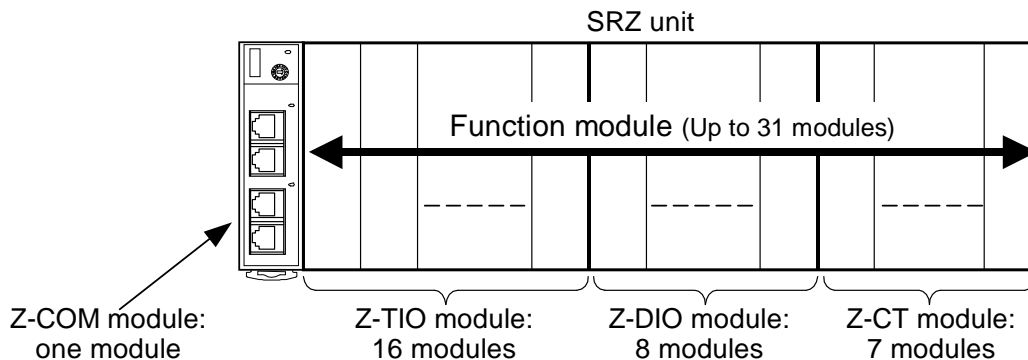 SRZ unit
Function module (Up to 31 modules)
Z-COM module:
one module
Z-TIO module:
16 modules
Z-DIO module:
8 modules
Z-CT module:
7 modules